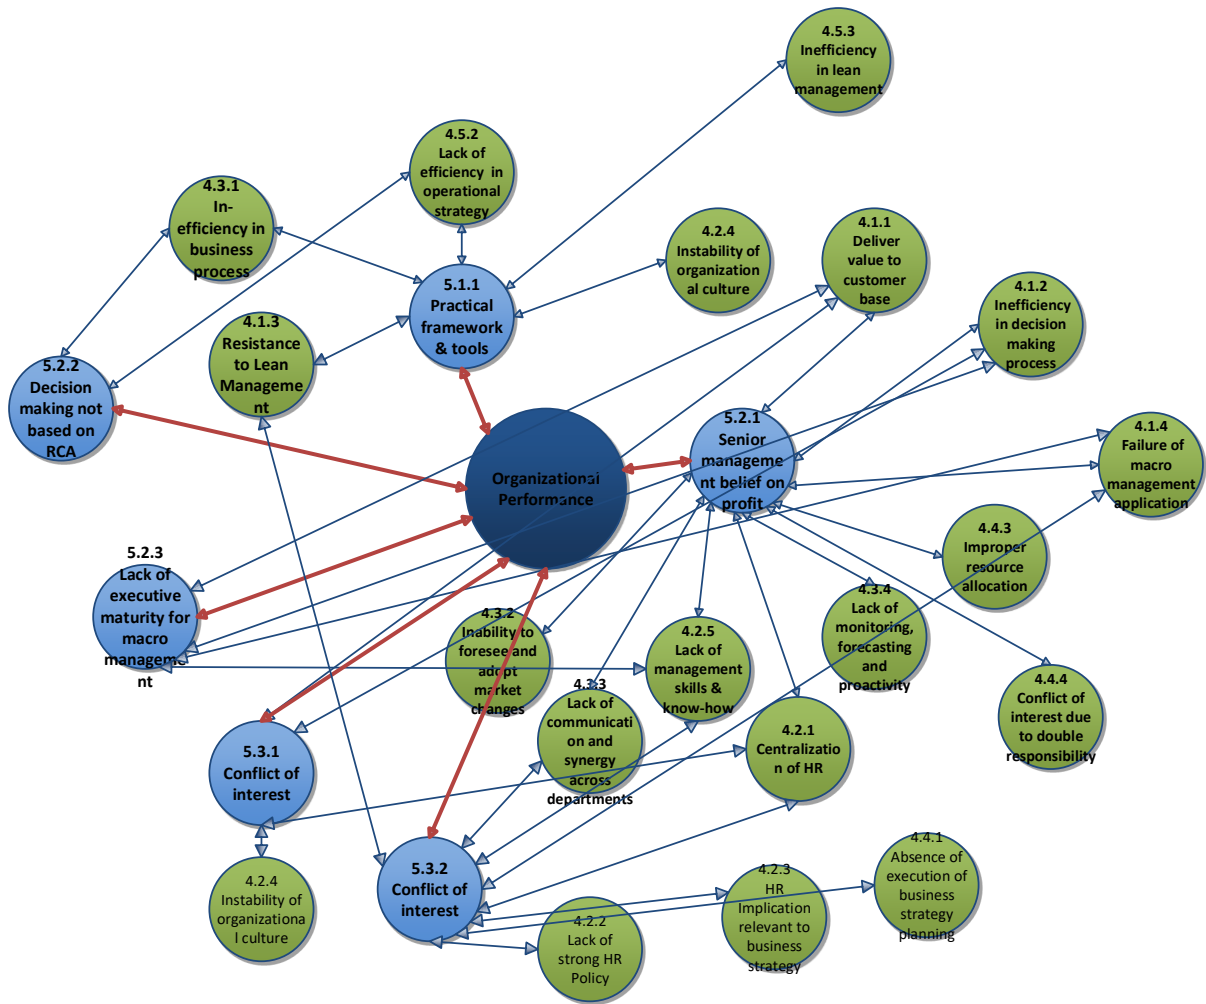 4.5.3
Inefficiency
in lean
management
4.5.2
Lack of
efficiency in
operational
strategy
4.3.1
In-
efficiency in
business
process
4.2.4
Instability of
organization
al culture
4.1.1
Deliver
value to
customer
base
4.1.2
Inefficiency
in decision
making
process
5.1.1
Practical
framework
& tools
4.1.3
Resistance
to Lean
Manageme
nt
5.2.2
Decision
making not
based on
RCA
Organizational
Performance
5.2.1
Senior
manageme
nt belief on
profit
4.1.4
Failure of
macro
management
application
4.4.3
Improper
resource
allocation
5.2.3
Lack of
executive
maturity for
macro
manageme
nt
4.3.2
Inability to
foresee and
adopt
market
changes
4.2.5
Lack of
management
skills &
know-how
4.3.4
Lack of
monitoring,
forecasting
and
proactivity
4.4.4
Conflict of
interest due
to double
responsibility
4.3.3
Lack of
communicati
on and
synergy
across
departments
4.2.1
Centralizatio
n of HR
5.3.1
Conflict of
interest
5.3.2
Conflict of
interest
4.2.4
Instability of
organizationa
l culture
4.2.2
Lack of
strong HR
Policy
4.2.3
HR
Implication
relevant to
business
strategy
4.4.1
Absence of
execution of
business
strategy
planning